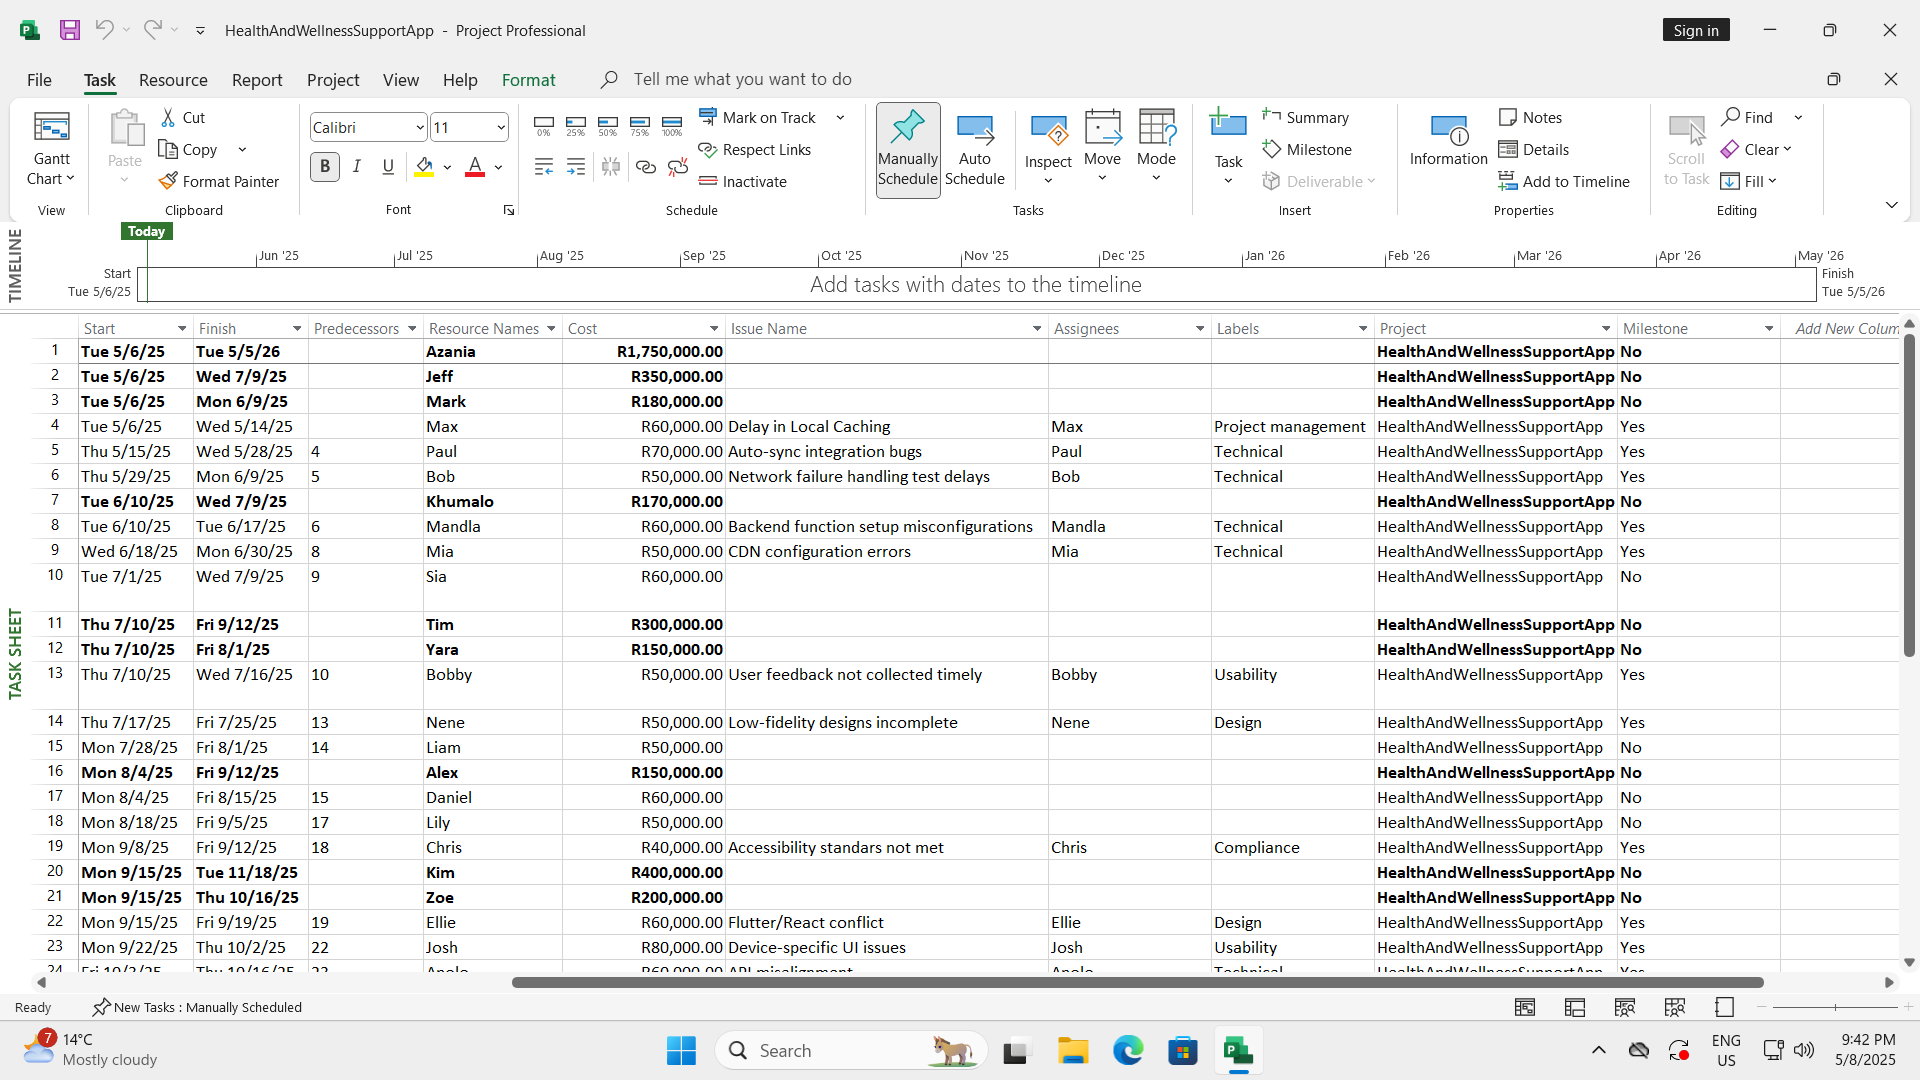 HealthAndWellnessSupportApp - Project Professional
Sign in
File Task Resource Report Project View Help Format Tell me what you want to do
Gantt Chart
View
Paste
Cut
Copy
Format Painter
Clipboard
Calibri 11
B I U A
Font
0% 25% 50% 75% 100%
Mark on Track
Respect Links
Inactivate
Schedule
Manually Schedule
Auto Schedule
Inspect
Move
Mode
Tasks
Task
Summary
Milestone
Deliverable
Insert
Information
Notes
Details
Add to Timeline
Properties
Scroll to Task
Find
Clear
Fill
Editing
TIMELINE
Today
Jun '25 Jul '25 Aug '25 Sep '25 Oct '25 Nov '25 Dec '25 Jan '26 Feb '26 Mar '26 Apr '26 May '26
Start
Tue 5/6/25
Add tasks with dates to the timeline
Finish
Tue 5/5/26
TASK SHEET
Start Finish Predecessors Resource Names Cost Issue Name Assignees Labels Project Milestone Add New Colum
1 Tue 5/6/25 Tue 5/5/26 Azania R1,750,000.00 HealthAndWellnessSupportApp No
2 Tue 5/6/25 Wed 7/9/25 Jeff R350,000.00 HealthAndWellnessSupportApp No
3 Tue 5/6/25 Mon 6/9/25 Mark R180,000.00 HealthAndWellnessSupportApp No
4 Tue 5/6/25 Wed 5/14/25 Max R60,000.00 Delay in Local Caching Max Project management HealthAndWellnessSupportApp Yes
5 Thu 5/15/25 Wed 5/28/25 4 Paul R70,000.00 Auto-sync integration bugs Paul Technical HealthAndWellnessSupportApp Yes
6 Thu 5/29/25 Mon 6/9/25 5 Bob R50,000.00 Network failure handling test delays Bob Technical HealthAndWellnessSupportApp Yes
7 Tue 6/10/25 Wed 7/9/25 Khumalo R170,000.00 HealthAndWellnessSupportApp No
8 Tue 6/10/25 Tue 6/17/25 6 Mandla R60,000.00 Backend function setup misconfigurations Mandla Technical HealthAndWellnessSupportApp Yes
9 Wed 6/18/25 Mon 6/30/25 8 Mia R50,000.00 CDN configuration errors Mia Technical HealthAndWellnessSupportApp Yes
10 Tue 7/1/25 Wed 7/9/25 9 Sia R60,000.00 HealthAndWellnessSupportApp No
11 Thu 7/10/25 Fri 9/12/25 Tim R300,000.00 HealthAndWellnessSupportApp No
12 Thu 7/10/25 Fri 8/1/25 Yara R150,000.00 HealthAndWellnessSupportApp No
13 Thu 7/10/25 Wed 7/16/25 10 Bobby R50,000.00 User feedback not collected timely Bobby Usability HealthAndWellnessSupportApp Yes
14 Thu 7/17/25 Fri 7/25/25 13 Nene R50,000.00 Low-fidelity designs incomplete Nene Design HealthAndWellnessSupportApp Yes
15 Mon 7/28/25 Fri 8/1/25 14 Liam R50,000.00 HealthAndWellnessSupportApp No
16 Mon 8/4/25 Fri 9/12/25 Alex R150,000.00 HealthAndWellnessSupportApp No
17 Mon 8/4/25 Fri 8/15/25 15 Daniel R60,000.00 HealthAndWellnessSupportApp No
18 Mon 8/18/25 Fri 9/5/25 17 Lily R50,000.00 HealthAndWellnessSupportApp No
19 Mon 9/8/25 Fri 9/12/25 18 Chris R40,000.00 Accessibility standars not met Chris Compliance HealthAndWellnessSupportApp Yes
20 Mon 9/15/25 Tue 11/18/25 Kim R400,000.00 HealthAndWellnessSupportApp No
21 Mon 9/15/25 Thu 10/16/25 Zoe R200,000.00 HealthAndWellnessSupportApp No
22 Mon 9/15/25 Fri 9/19/25 19 Ellie R60,000.00 Flutter/React conflict Ellie Design HealthAndWellnessSupportApp Yes
23 Mon 9/22/25 Thu 10/2/25 22 Josh R80,000.00 Device-specific UI issues Josh Usability HealthAndWellnessSupportApp Yes
24 Fri 10/3/25 Thu 10/16/25 23 R60,000.00 API misalignment Technical HealthAndWellnessSupportApp Yes
Ready New Tasks : Manually Scheduled
7
14°C
Mostly cloudy
Search
ENG
US
9:42 PM
5/8/2025